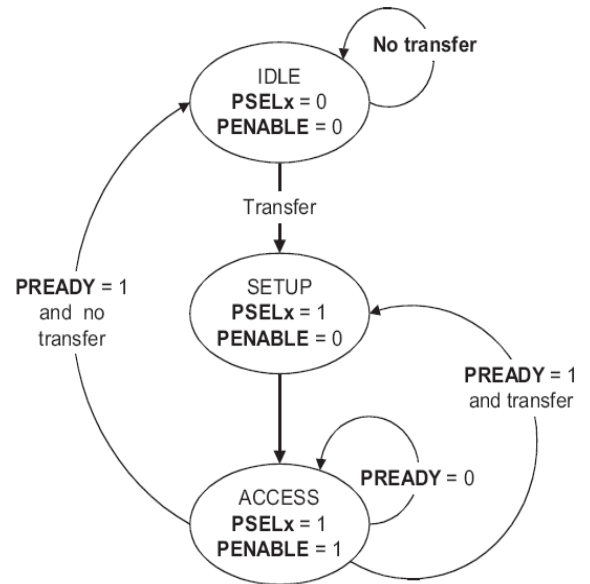 No transfer
IDLE
PSELx = 0
PENABLE = 0
Transfer
SETUP
PSELx = 1
PENABLE = 0
PREADY = 1
and no
transfer
PREADY = 1
and transfer
PREADY = 0
ACCESS
PSELx = 1
PENABLE = 1